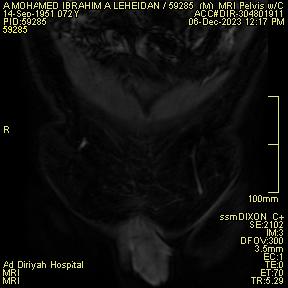 A MOHAMED IBRAHIM A LEHEIDAN / 59285 (M) MRI Pelvis w/C
14-Sep-1951 072Y
ACC#DIR-304801911
PID:59285
06-Dec-2023 12:17 PM
59285
R
100mm
ssmDIXON C+
SE:2102
IM:3
DFOV:300
3.5mm
EC:1
TE:0
ET:70
TR:5.29
Ad Diriyah Hospital
MRI
MRI